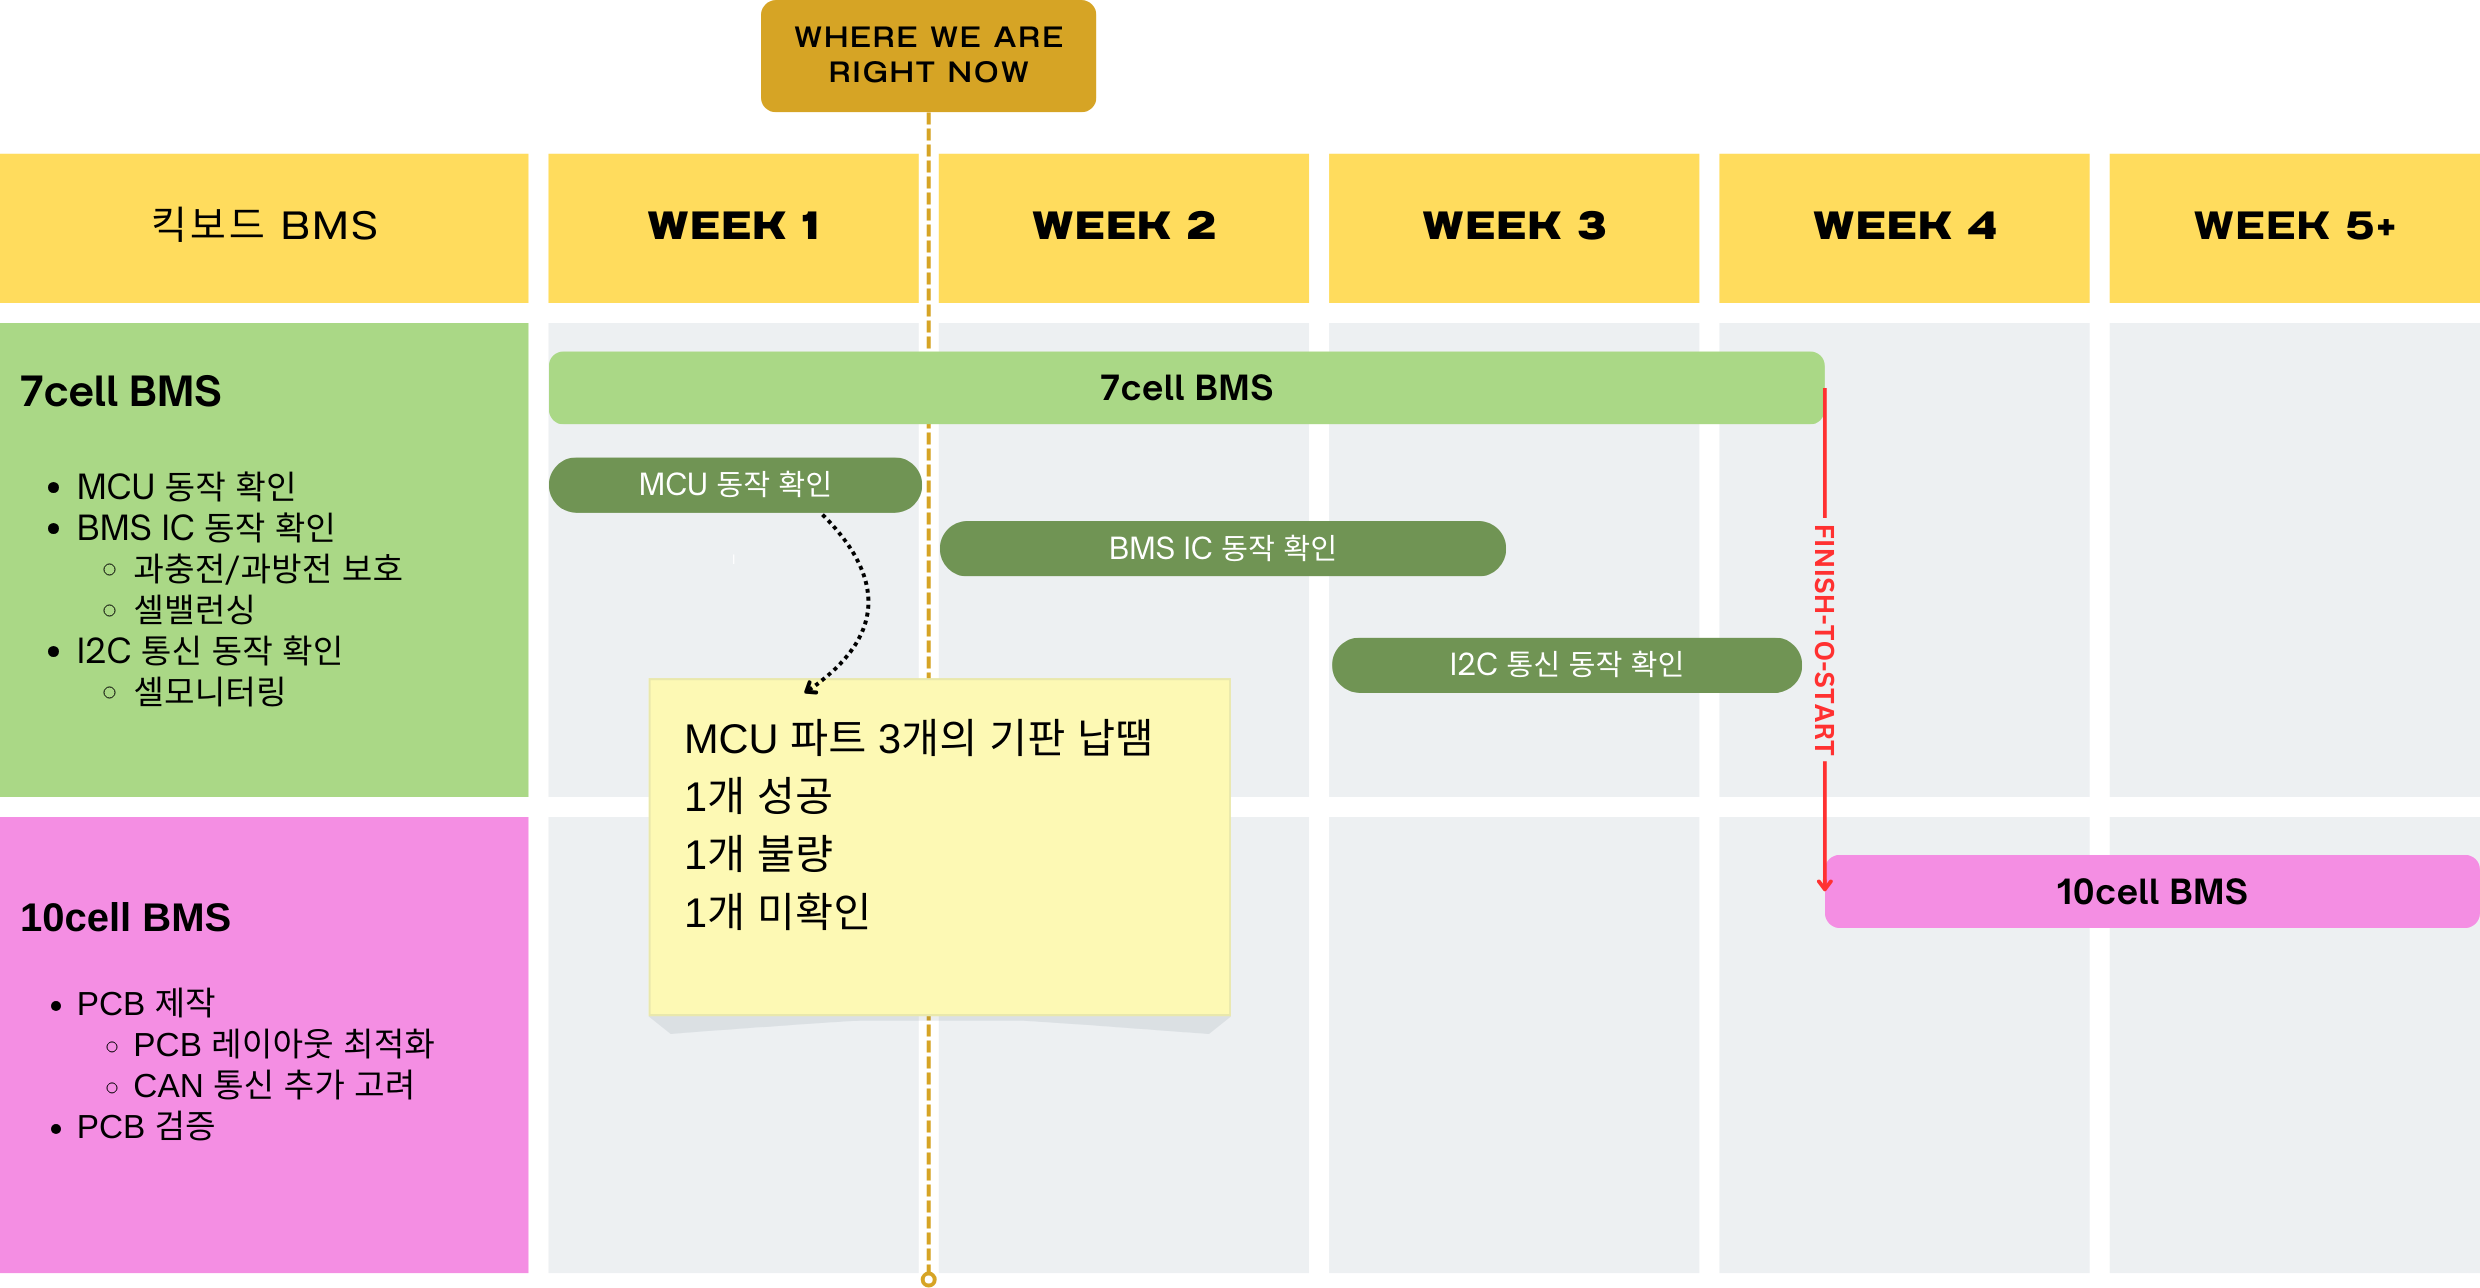 WHERE WE ARE
RIGHT NOW
킥보드 BMS
WEEK 1
WEEK 2
WEEK 3
WEEK 4
WEEK 5+
7cell BMS
MCU 동작 확인
BMS IC 동작 확인
과충전/과방전 보호
셀밸런싱
I2C 통신 동작 확인
셀모니터링
7cell BMS
MCU 동작 확인
BMS IC 동작 확인
I2C 통신 동작 확인
FINISH-TO-START
MCU 파트 3개의 기판 납땜
1개 성공
1개 불량
1개 미확인
10cell BMS
PCB 제작
PCB 레이아웃 최적화
CAN 통신 추가 고려
PCB 검증
10cell BMS